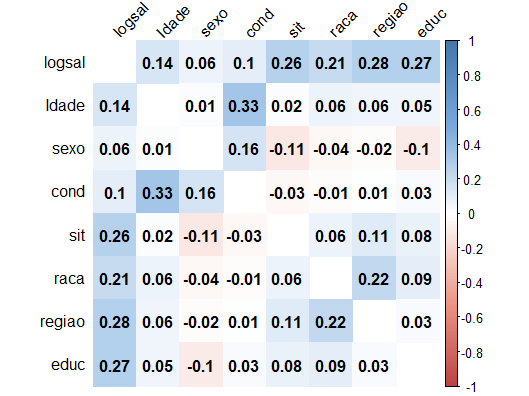 logsal Idade sexo cond sit raca regiao educ
logsal 0.14 0.06 0.1 0.26 0.21 0.28 0.27
Idade 0.14 0.01 0.33 0.02 0.06 0.06 0.05
sexo 0.06 0.01 0.16 -0.11 -0.04 -0.02 -0.1
cond 0.1 0.33 0.16 -0.03 -0.01 0.01 0.03
sit 0.26 0.02 -0.11 -0.03 0.06 0.11 0.08
raca 0.21 0.06 -0.04 -0.01 0.06 0.22 0.09
regiao 0.28 0.06 -0.02 0.01 0.11 0.22 0.03
educ 0.27 0.05 -0.1 0.03 0.08 0.09 0.03
1
0.8
0.6
0.4
0.2
0
-0.2
-0.4
-0.6
-0.8
-1